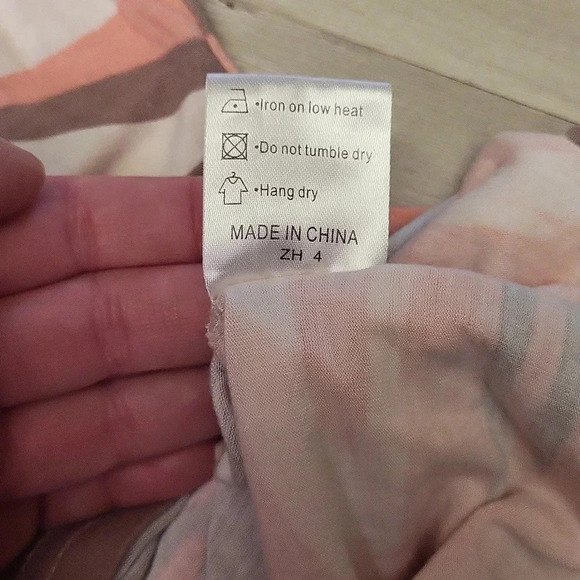 •Iron on low heat
•Do not tumble dry
•Hang dry
MADE IN CHINA
ZH 4